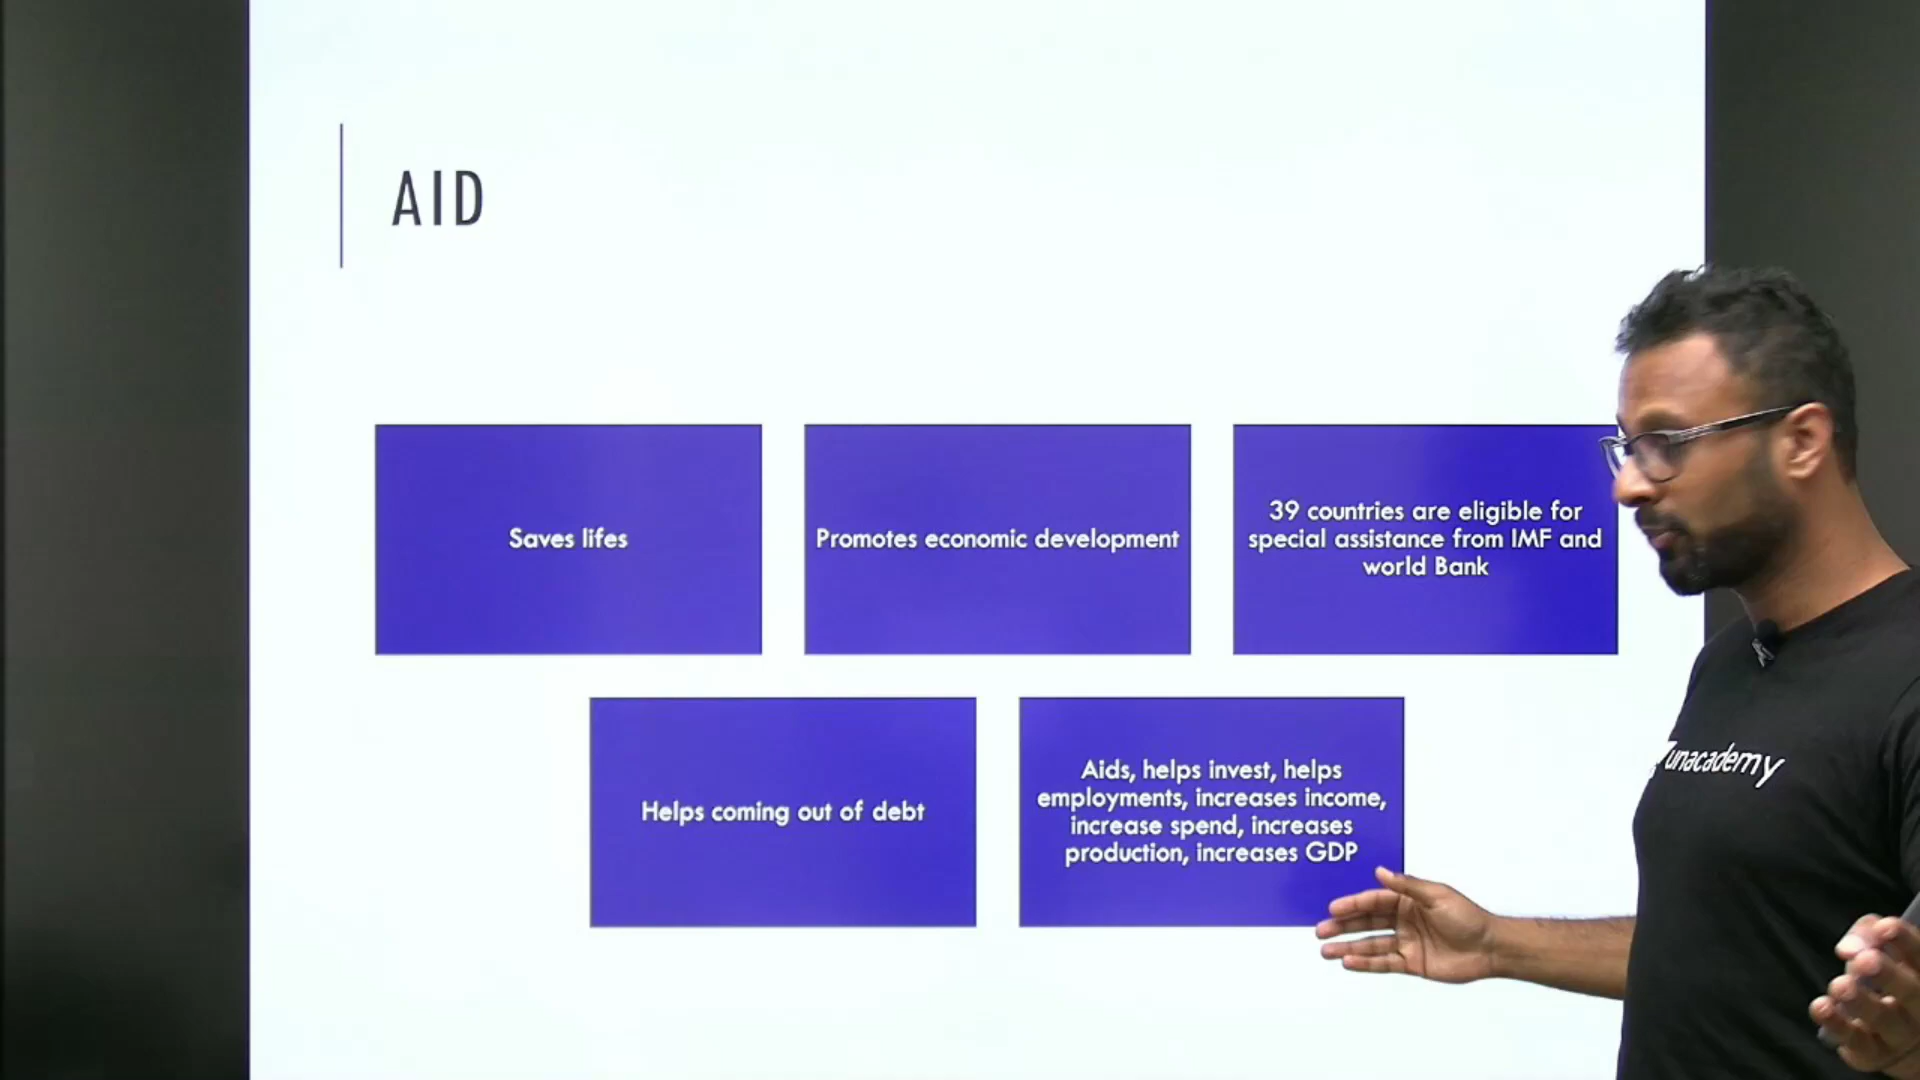 AID
Saves lifes
Promotes economic development
39 countries are eligible for
special assistance from IMF and
world Bank
Helps coming out of debt
Aids, helps invest, helps
employments, increases income,
increase spend, increases
production, increases GDP
unacademy